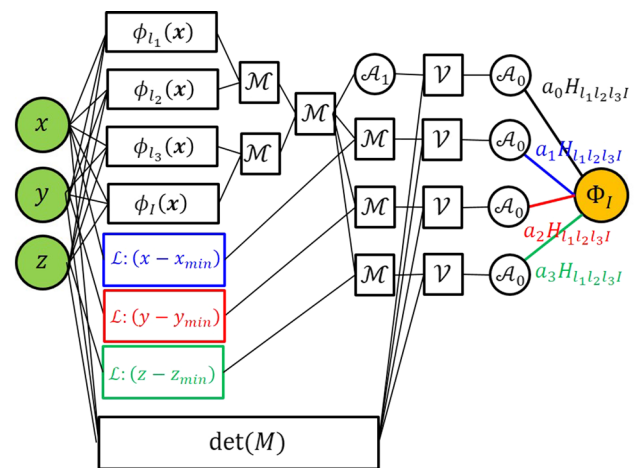 x
y
z
ϕ_{l_1}(𝒙)
ϕ_{l_2}(𝒙)
ϕ_{l_3}(𝒙)
ϕ_I(𝒙)
ℒ: (x − x_{min})
ℒ: (y − y_{min})
ℒ: (z − z_{min})
det(M)
ℳ
ℳ
ℳ
𝒜_1
ℳ
ℳ
ℳ
𝒱
𝒱
𝒱
𝒱
𝒜_0
𝒜_0
𝒜_0
𝒜_0
a_0H_{l_1l_2l_3I}
a_1H_{l_1l_2l_3I}
Φ_I
a_2H_{l_1l_2l_3I}
a_3H_{l_1l_2l_3I}